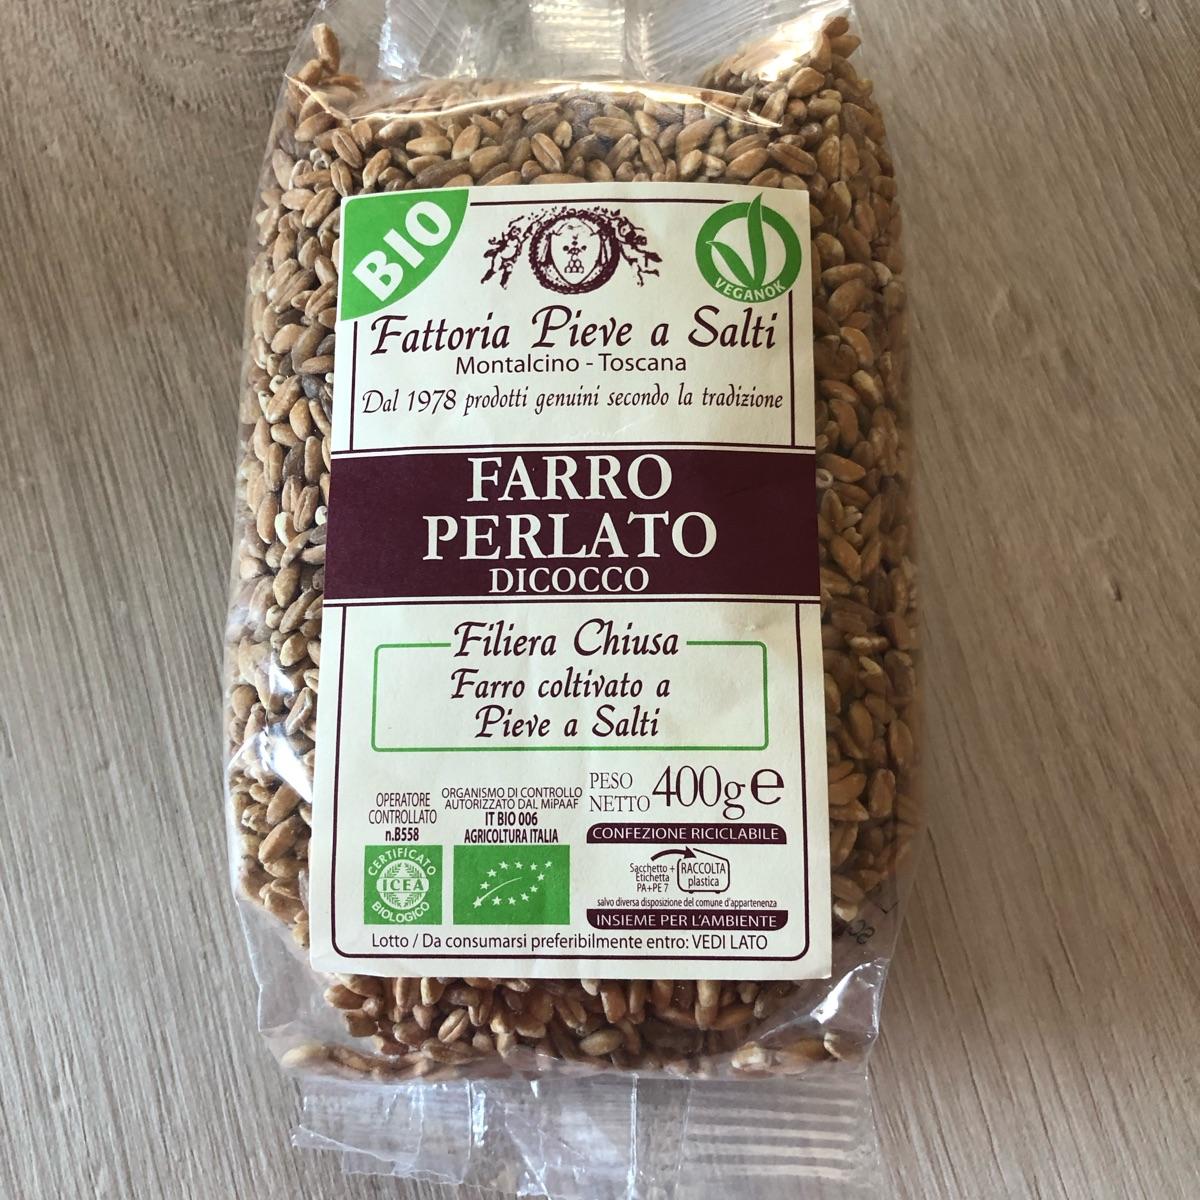 BIO
VEGANOK
Fattoria Pieve a Salti
Montalcino - Toscana
Dal 1978 prodotti genuini secondo la tradizione
FARRO
PERLATO
DICOCCO
Filiera Chiusa
Farro coltivato a
Pieve a Salti
OPERATORE
CONTROLLATO
n.B558
ORGANISMO DI CONTROLLO
AUTORIZZATO DAL MiPAAF
IT BIO 006
AGRICOLTURA ITALIA
PESO
NETTO 400g e
CONFEZIONE RICICLABILE
CERTIFICATO
ICEA
BIOLOGICO
Sacchetto +
Etichetta
PA+PE 7
RACCOLTA
plastica
salvo diversa disposizione del comune d'appartenenza
INSIEME PER L'AMBIENTE
Lotto / Da consumarsi preferibilmente entro: VEDI LATO